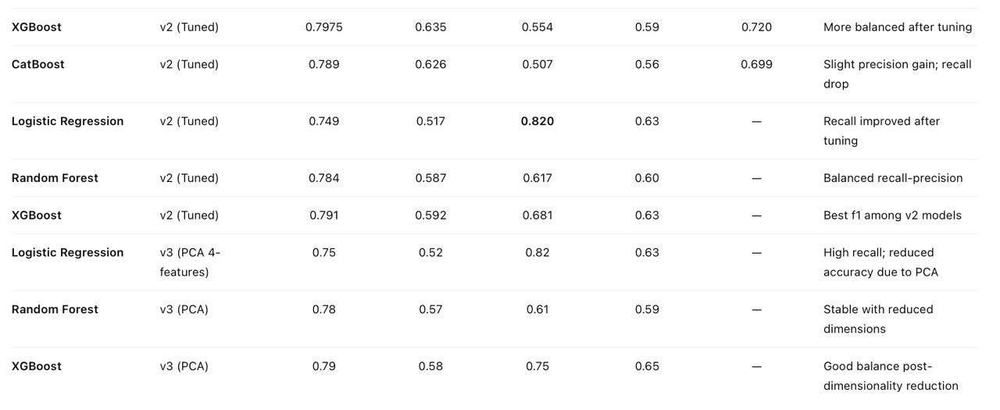 XGBoost v2 (Tuned) 0.7975 0.635 0.554 0.59 0.720 More balanced after tuning
CatBoost v2 (Tuned) 0.789 0.626 0.507 0.56 0.699 Slight precision gain; recall
drop
Logistic Regression v2 (Tuned) 0.749 0.517 0.820 0.63 — Recall improved after
tuning
Random Forest v2 (Tuned) 0.784 0.587 0.617 0.60 — Balanced recall-precision
XGBoost v2 (Tuned) 0.791 0.592 0.681 0.63 — Best f1 among v2 models
Logistic Regression v3 (PCA 4- 0.75 0.52 0.82 0.63 — High recall; reduced
features) accuracy due to PCA
Random Forest v3 (PCA) 0.78 0.57 0.61 0.59 — Stable with reduced
dimensions
XGBoost v3 (PCA) 0.79 0.58 0.75 0.65 — Good balance post-
dimensionality reduction